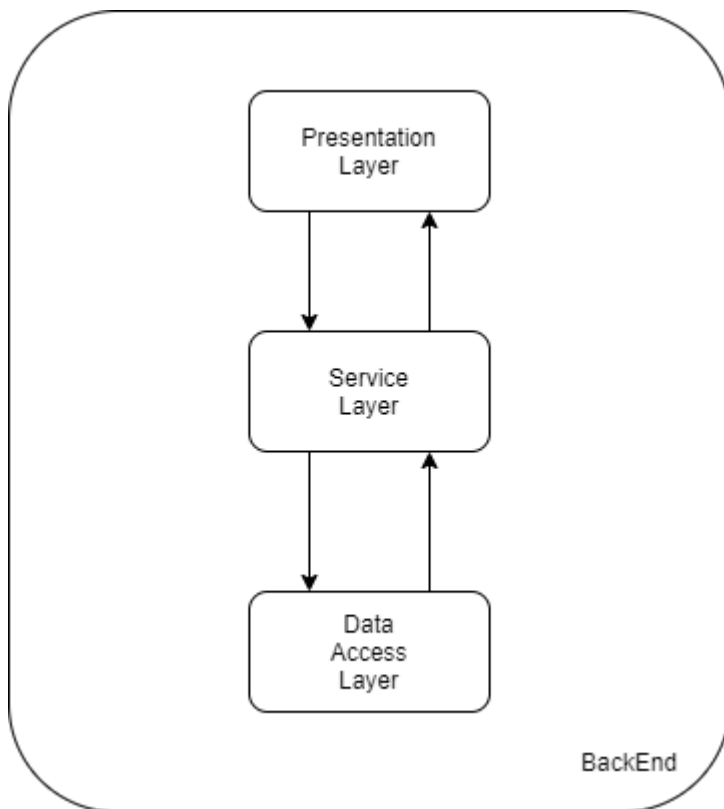 Presentation
Layer
Service
Layer
Data
Access
Layer
BackEnd